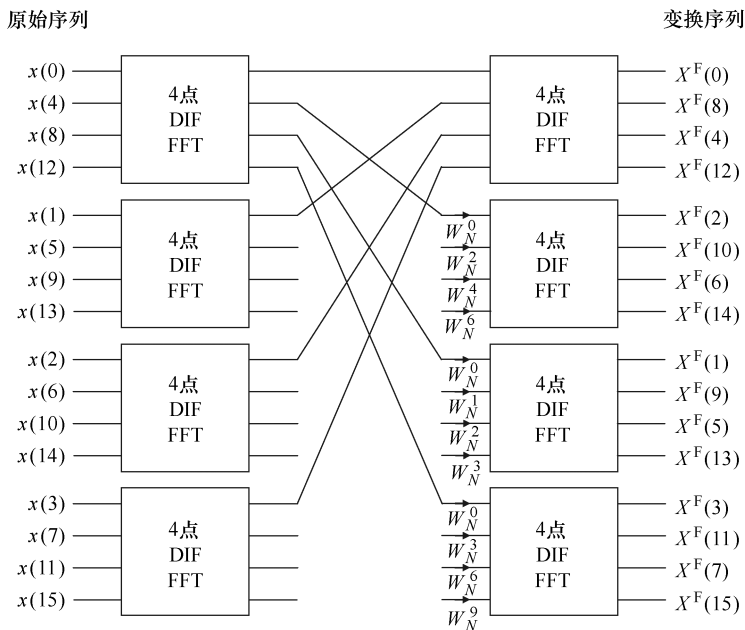 原始序列 变换序列
x(0) 4点 DIF FFT 4点 DIF FFT X^F(0)
x(4) X^F(8)
x(8) X^F(4)
x(12) X^F(12)
x(1) 4点 DIF FFT W_N^0 4点 DIF FFT X^F(2)
x(5) W_N^2 X^F(10)
x(9) W_N^4 X^F(6)
x(13) W_N^6 X^F(14)
x(2) 4点 DIF FFT W_N^0 4点 DIF FFT X^F(1)
x(6) W_N^1 X^F(9)
x(10) W_N^2 X^F(5)
x(14) W_N^3 X^F(13)
x(3) 4点 DIF FFT W_N^0 4点 DIF FFT X^F(3)
x(7) W_N^3 X^F(11)
x(11) W_N^6 X^F(7)
x(15) W_N^9 X^F(15)